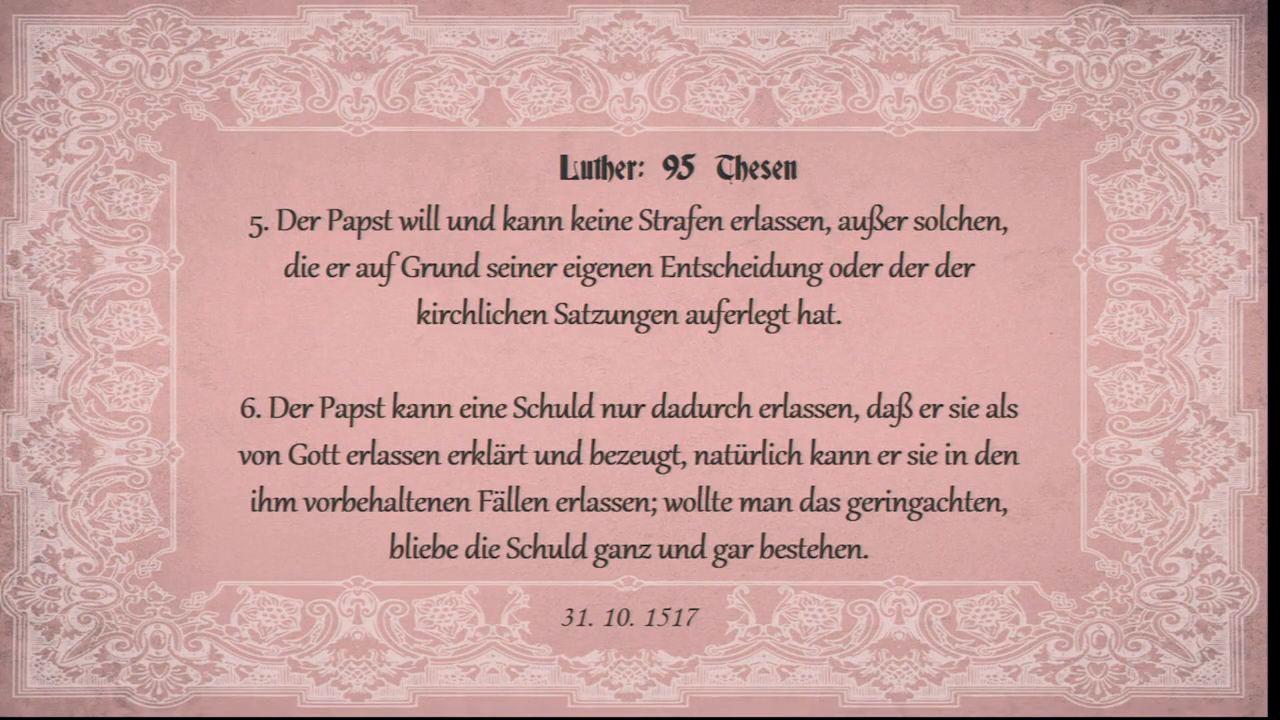 Luther: 95 Thesen
5. Der Papst will und kann keine Strafen erlassen, außer solchen,
die er auf Grund seiner eigenen Entscheidung oder der der
kirchlichen Satzungen auferlegt hat.
6. Der Papst kann eine Schuld nur dadurch erlassen, daß er sie als
von Gott erlassen erklärt und bezeugt, natürlich kann er sie in den
ihm vorbehaltenen Fällen erlassen; wollte man das geringachten,
bliebe die Schuld ganz und gar bestehen.
31. 10. 1517